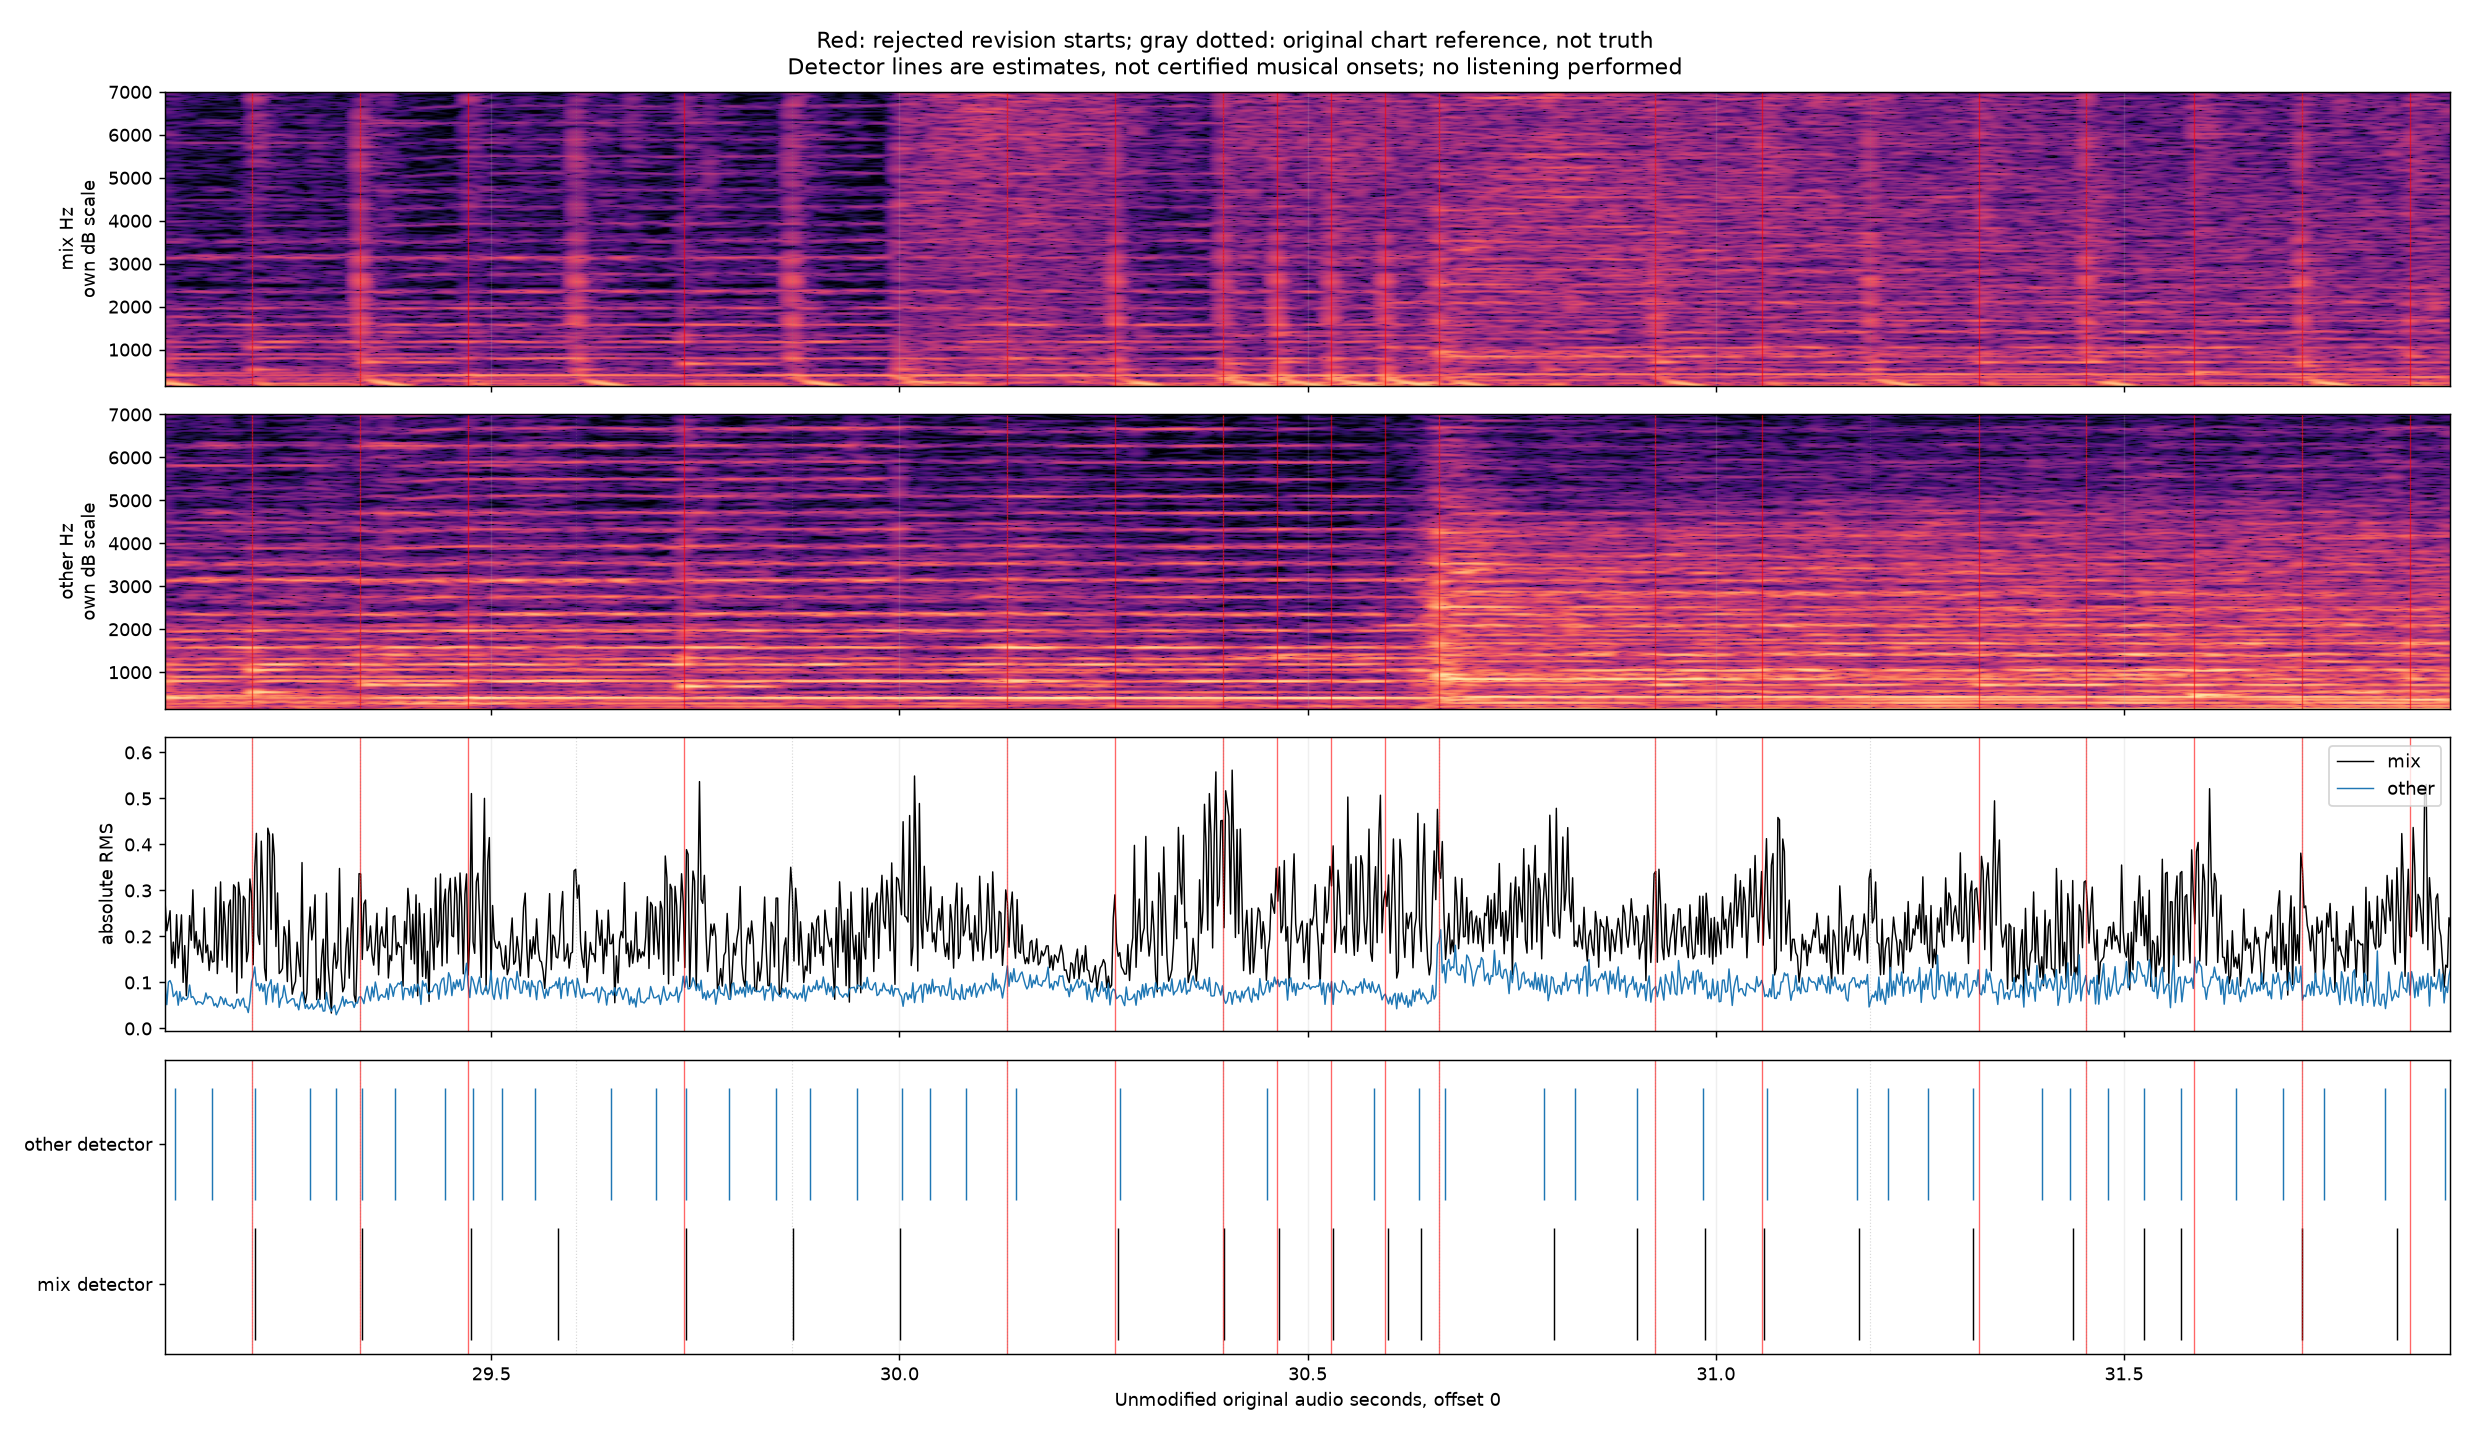 Red: rejected revision starts; gray dotted: original chart reference, not truth
Detector lines are estimates, not certified musical onsets; no listening performed
7000
6000
5000
4000
3000
2000
1000
mix Hz
own dB scale
7000
6000
5000
4000
3000
2000
1000
other Hz
own dB scale
0.6
0.5
0.4
0.3
0.2
0.1
0.0
absolute RMS
mix
other
other detector
mix detector
29.5
30.0
30.5
31.0
31.5
Unmodified original audio seconds, offset 0